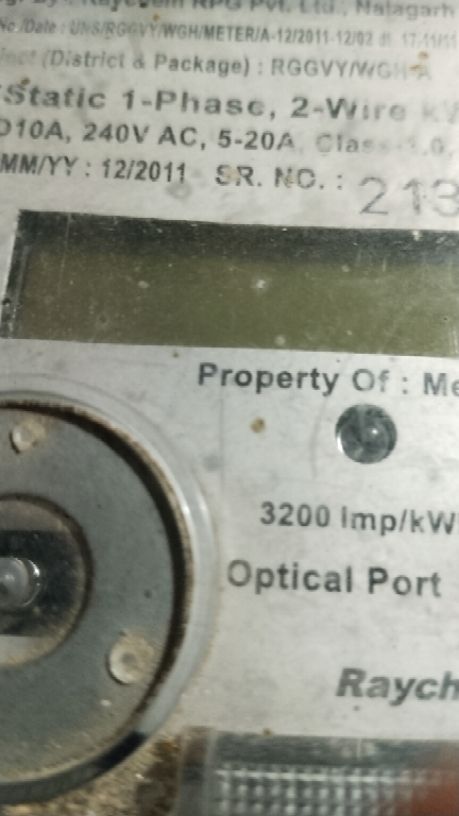 RPG Pvt. Ltd., Nalagarh
No./Date : UNS/RGGVY/WGH/METER/A-12/2011-12/02 dt. 17/11/11
(District & Package) : RGGVY/WGH-A
Static 1-Phase, 2-Wire
10A, 240V AC, 5-20A, Class-1.0,
MM/YY : 12/2011 SR. NO. : 213
Property Of : Me
3200 imp/kW
Optical Port
Raych